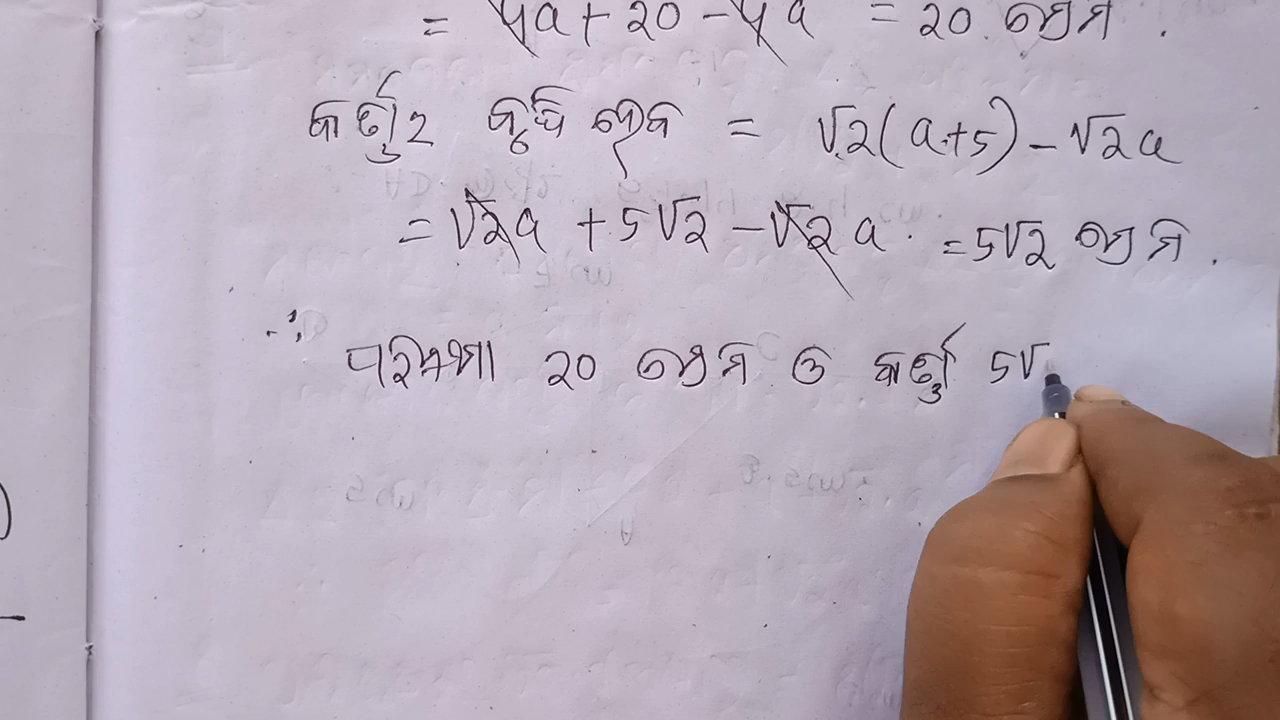 = 4a + 20 - 4a = 20 ସେମି.
କର୍ଣ୍ଣର ବୃଦ୍ଧି ହେବ = √2(a+5) - √2a
= √2a + 5√2 - √2a = 5√2 ସେମି.
∴ ପରିସୀମା 20 ସେମି ଓ କର୍ଣ୍ଣ 5√